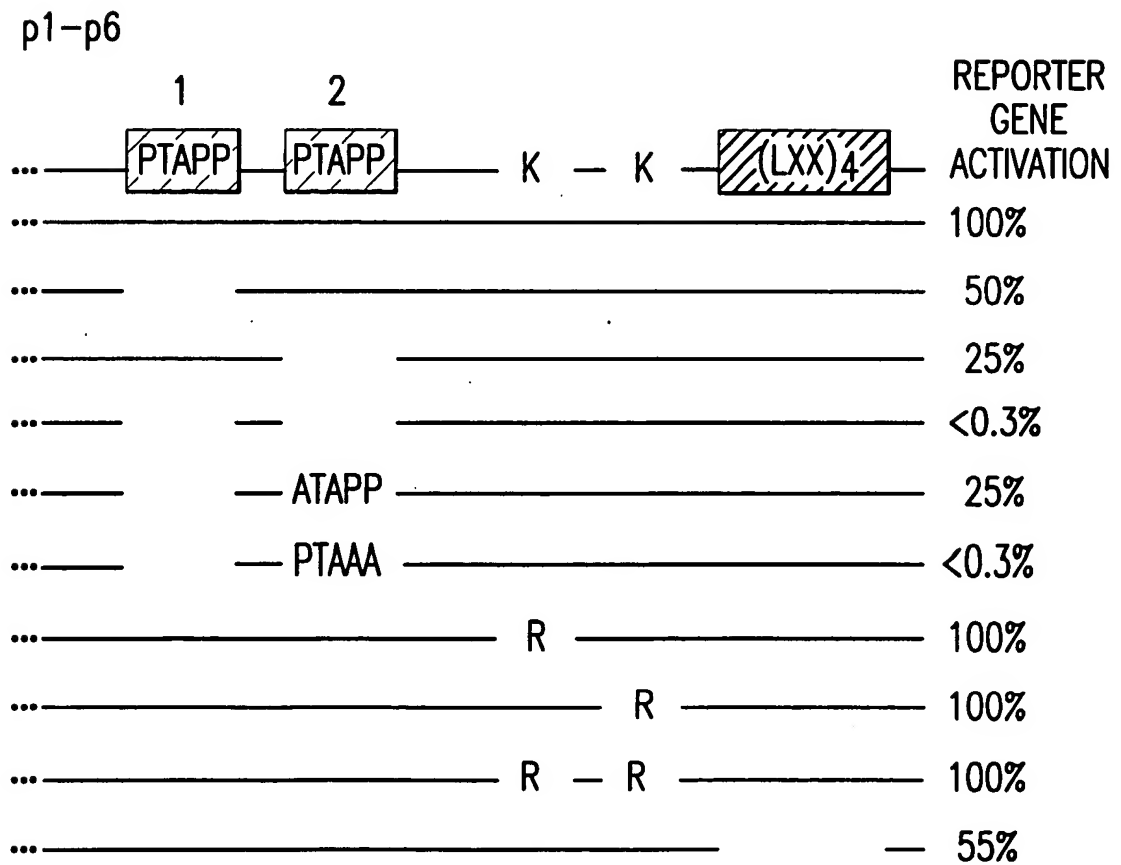 p1–p6
1 2 REPORTER
GENE
ACTIVATION
... PTAPP PTAPP K – K (LXX)4
... 100%
... 50%
... 25%
... <0.3%
... ATAPP 25%
... PTAAA <0.3%
... R 100%
... R 100%
... R – R 100%
... 55%